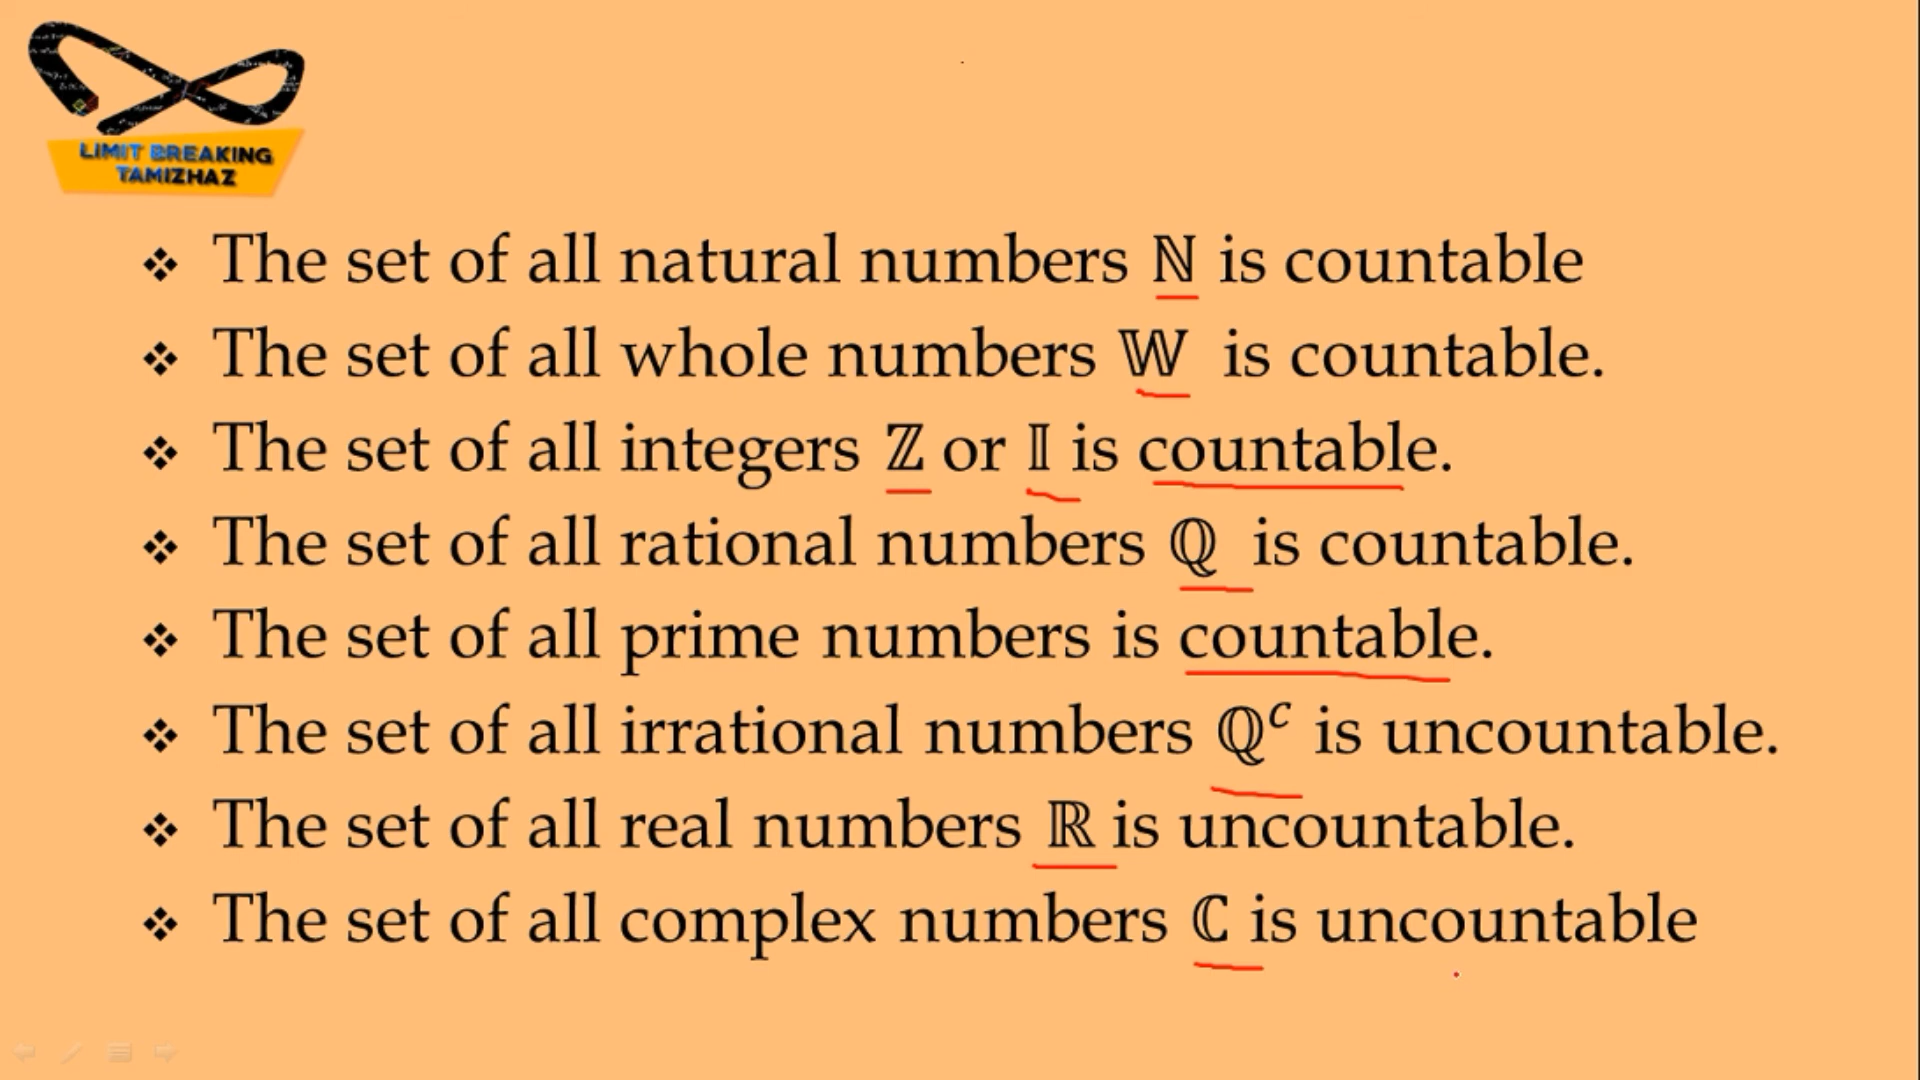 LIMIT BREAKING
TAMIZHAZ
❖ The set of all natural numbers ℕ is countable
❖ The set of all whole numbers 𝕎 is countable.
❖ The set of all integers ℤ or 𝕀 is countable.
❖ The set of all rational numbers ℚ is countable.
❖ The set of all prime numbers is countable.
❖ The set of all irrational numbers ℚᶜ is uncountable.
❖ The set of all real numbers ℝ is uncountable.
❖ The set of all complex numbers ℂ is uncountable